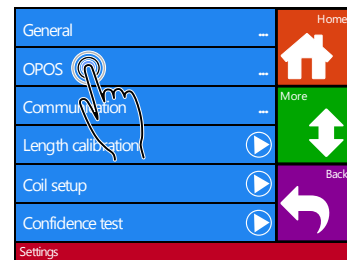 General ...
Home
OPOS ...
Communication ...
More
Length calibration
Coil setup
Back
Confidence test
Settings